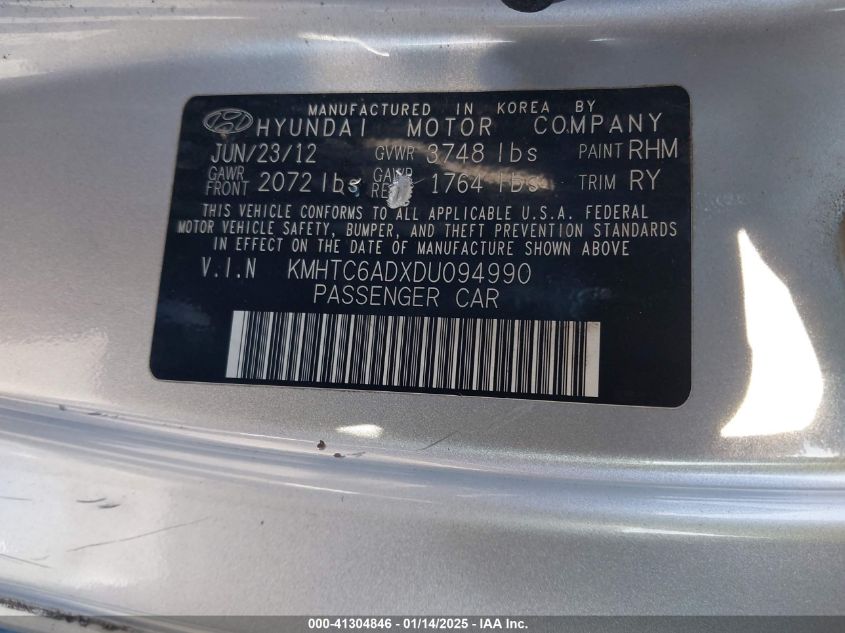 MANUFACTURED IN KOREA BY
HYUNDAI MOTOR COMPANY
JUN/23/12 GVWR 3748 lbs PAINT RHM
GAWR FRONT 2072 lbs GAWR 1764 lbs TRIM RY
THIS VEHICLE CONFORMS TO ALL APPLICABLE U.S.A. FEDERAL
MOTOR VEHICLE SAFETY, BUMPER, AND THEFT PREVENTION STANDARDS
IN EFFECT ON THE DATE OF MANUFACTURE SHOWN ABOVE
V.I.N KMHTC6ADXDU094990
PASSENGER CAR
000-41304846 - 01/14/2025 - IAA Inc.